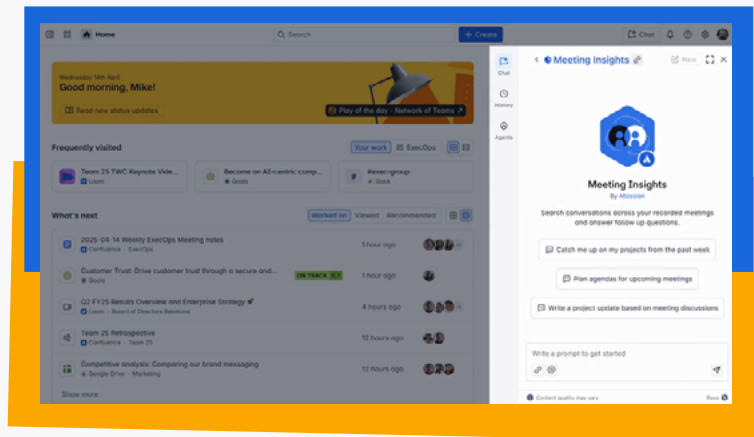 Home
Search
+ Create
Chat
Wednesday 14th April
Good morning, Mike!
Read new status updates
Play of the day - Network of Teams
Frequently visited
Your work
ExecOps
Team 25 TWC Keynote Vide...
Loom
Become an AI-centric comp...
Goals
#exec-group
Slack
What's next
Worked on
Viewed
Recommended
2025-04-14 Weekly ExecOps Meeting notes
Confluence · ExecOps
1 hour ago
Customer Trust: Drive customer trust through a secure and...
Goals
ON TRACK
1 hour ago
Q2 FY25 Results Overview and Enterprise Strategy 🚀
Loom · Board of Directors Relations
4 hours ago
Team 25 Retrospective
Confluence · Team 25
12 hours ago
Competitive analysis: Comparing our brand messaging
Google Drive · Marketing
12 hours ago
Show more
Chat
History
Agents
Meeting Insights
New
Meeting Insights
By Atlassian
Search conversations across your recorded meetings
and answer follow up questions.
Catch me up on my projects from the past week
Plan agendas for upcoming meetings
Write a project update based on meeting discussions
Write a prompt to get started
Content quality may vary
Rovo